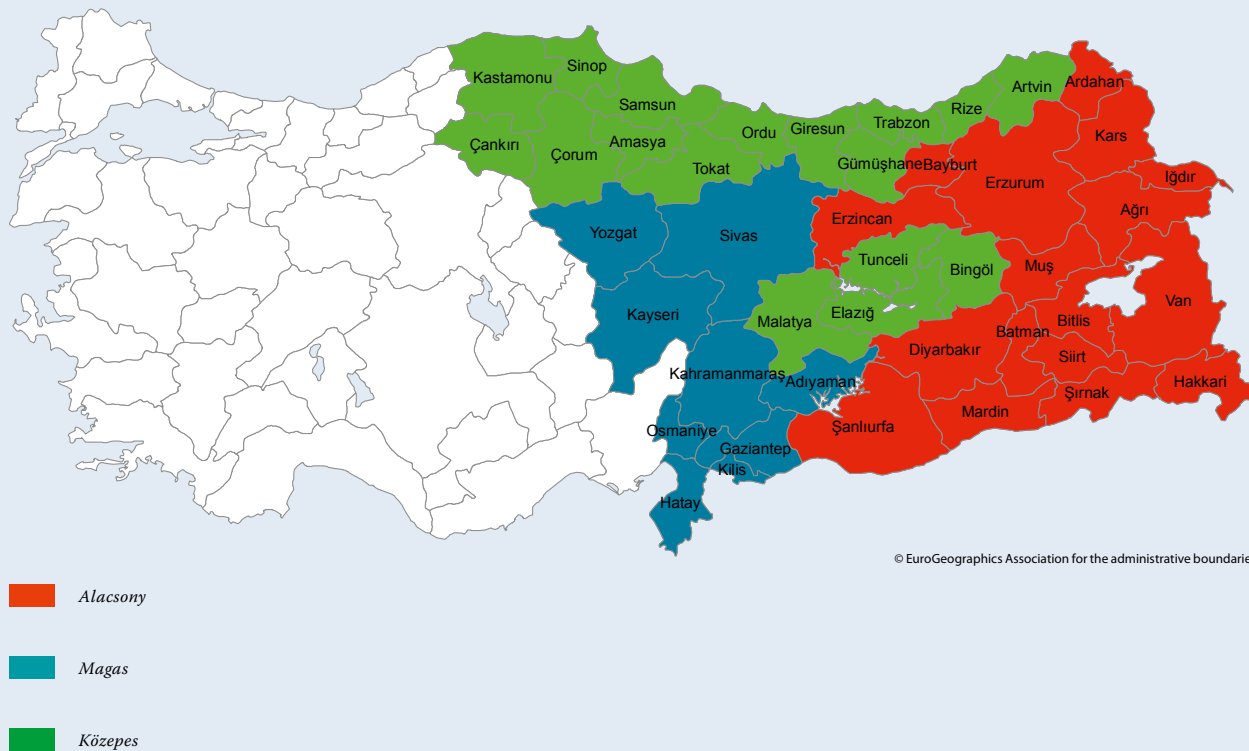 Kastamonu
Sinop
Samsun
Çankırı
Çorum
Amasya
Tokat
Ordu
Giresun
Trabzon
Rize
Artvin
Ardahan
Kars
Gümüşhane
Bayburt
Erzurum
Iğdır
Ağrı
Erzincan
Yozgat
Sivas
Tunceli
Bingöl
Muş
Van
Kayseri
Malatya
Elazığ
Diyarbakır
Batman
Bitlis
Siirt
Kahramanmaraş
Adıyaman
Şırnak
Hakkari
Mardin
Şanlıurfa
Osmaniye
Gaziantep
Kilis
Hatay
© EuroGeographics Association for the administrative boundarie
Alacsony
Magas
Közepes